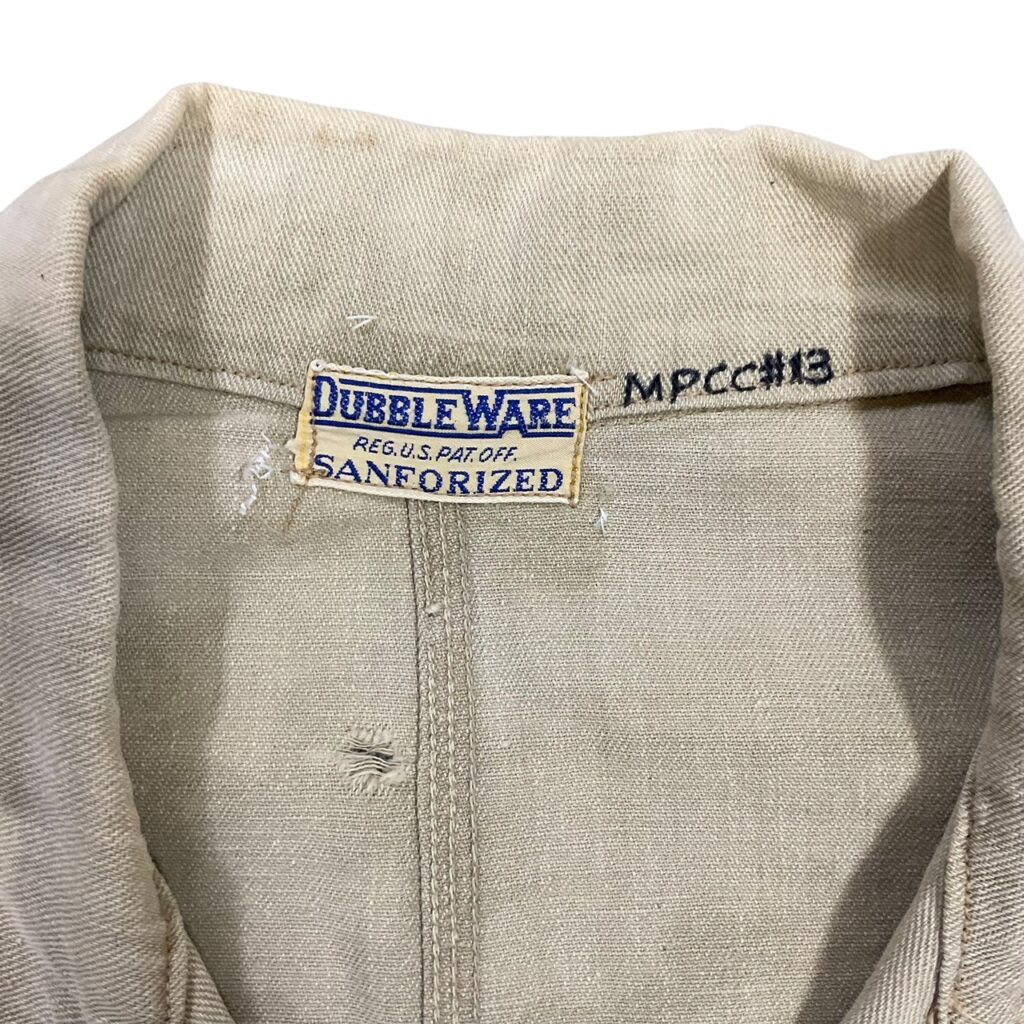 DUBBLEWARE
REG. U.S. PAT. OFF.
SANFORIZED
MPCC#13